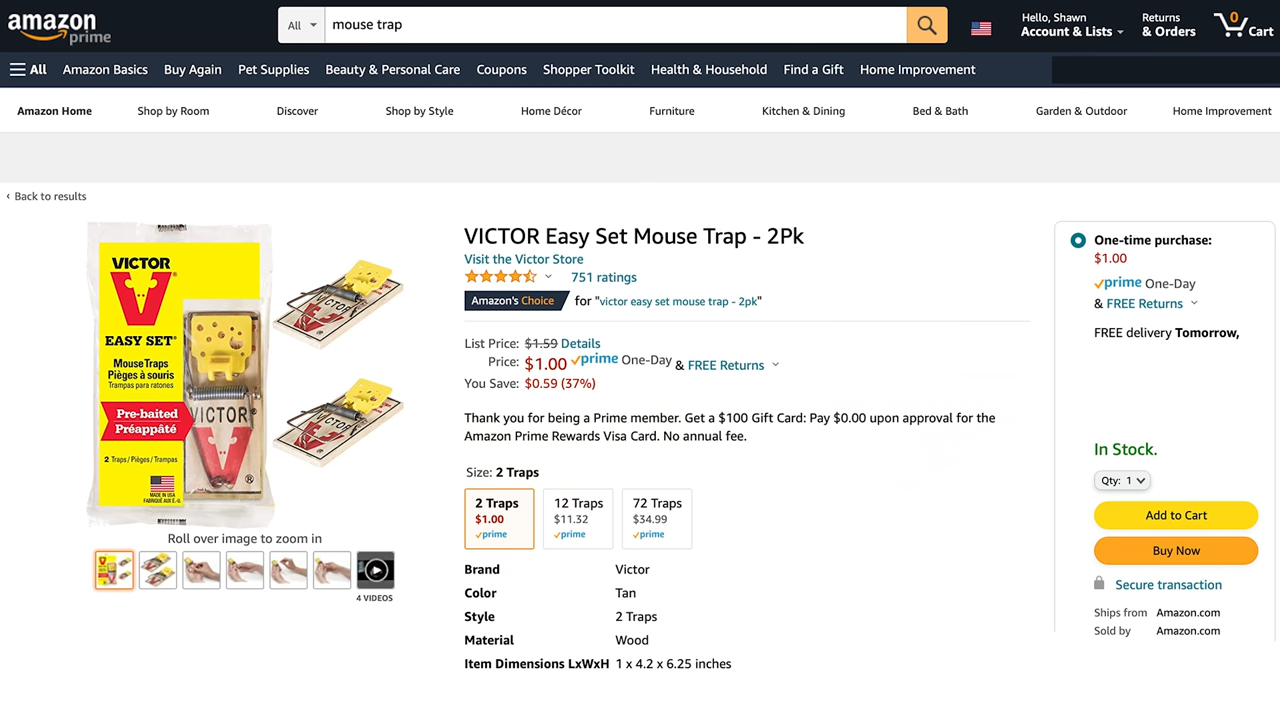 amazon
prime
All
mouse trap
Hello, Shawn
Account & Lists
Returns
& Orders
0
Cart
All Amazon Basics Buy Again Pet Supplies Beauty & Personal Care Coupons Shopper Toolkit Health & Household Find a Gift Home Improvement
Amazon Home Shop by Room Discover Shop by Style Home Décor Furniture Kitchen & Dining Bed & Bath Garden & Outdoor Home Improvement
‹ Back to results
VICTOR
EASY SET®
Mouse Traps
Pièges à souris
Trampas para ratones
Pre-baited
Préappâté
2 Traps/Pièges/Trampas
MADE IN USA
FABRIQUÉ AUX É.-U.
VICTOR
VICTOR
VICTOR
Roll over image to zoom in
4 VIDEOS
VICTOR Easy Set Mouse Trap - 2Pk
Visit the Victor Store
751 ratings
Amazon's Choice for "victor easy set mouse trap - 2pk"
List Price: $1.59 Details
Price: $1.00 prime One-Day & FREE Returns
You Save: $0.59 (37%)
Thank you for being a Prime member. Get a $100 Gift Card: Pay $0.00 upon approval for the
Amazon Prime Rewards Visa Card. No annual fee.
Size: 2 Traps
2 Traps
$1.00
prime
12 Traps
$11.32
prime
72 Traps
$34.99
prime
Brand Victor
Color Tan
Style 2 Traps
Material Wood
Item Dimensions LxWxH 1 x 4.2 x 6.25 inches
One-time purchase:
$1.00
prime One-Day
& FREE Returns
FREE delivery Tomorrow,
In Stock.
Qty: 1
Add to Cart
Buy Now
Secure transaction
Ships from Amazon.com
Sold by Amazon.com